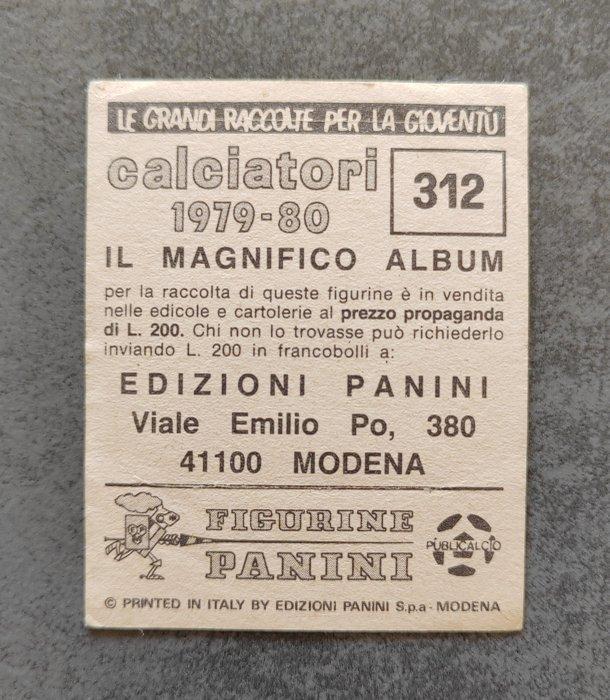 LE GRANDI RACCOLTE PER LA GIOVENTÙ
calciatori
1979-80
312
IL MAGNIFICO ALBUM
per la raccolta di queste figurine è in vendita
nelle edicole e cartolerie al prezzo propaganda
di L. 200. Chi non lo trovasse può richiederlo
inviando L. 200 in francobolli a:
EDIZIONI PANINI
Viale Emilio Po, 380
41100 MODENA
FIGURINE
PANINI
PUBLICALCIO
© PRINTED IN ITALY BY EDIZIONI PANINI S.p.a - MODENA